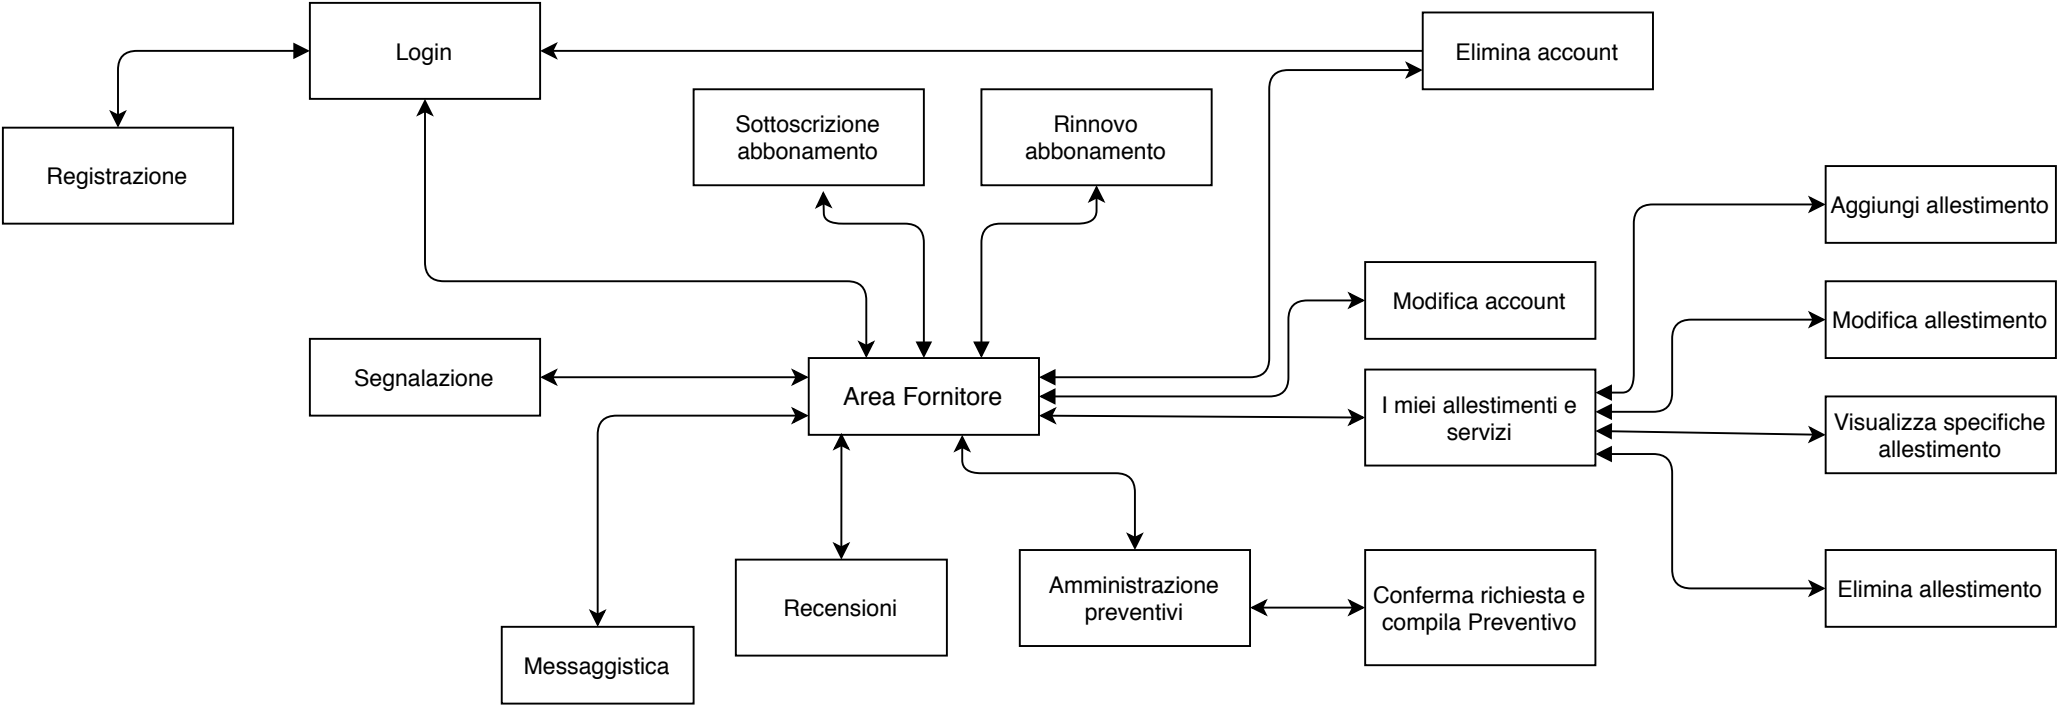 Login
Elimina account
Sottoscrizione
abbonamento
Rinnovo
abbonamento
Registrazione
Aggiungi allestimento
Modifica account
Modifica allestimento
Segnalazione
Area Fornitore
I miei allestimenti e
servizi
Visualizza specifiche
allestimento
Amministrazione
preventivi
Conferma richiesta e
compila Preventivo
Elimina allestimento
Recensioni
Messaggistica